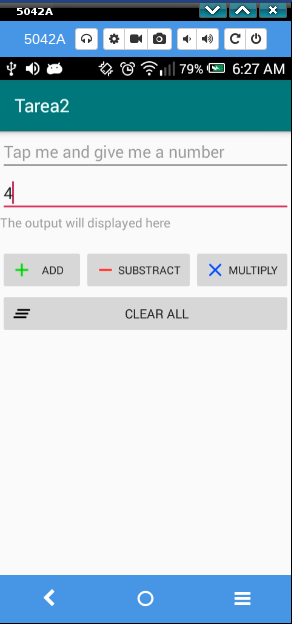 5042A
5042A
79% 6:27 AM
Tarea2
Tap me and give me a number
4
The output will displayed here
ADD SUBSTRACT MULTIPLY
CLEAR ALL